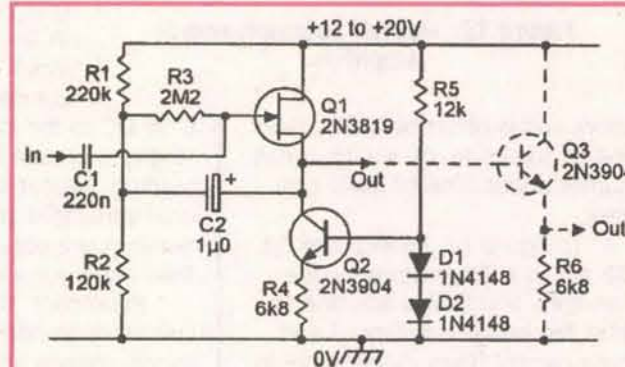 +12 to +20V
R1
220k
R3
2M2
Q1
2N3819
R5
12k
In
C1
220n
Out
Q3
2N3904
C2
1µ0
+
Out
R2
120k
Q2
2N3904
D1
1N4148
R6
6k8
R4
6k8
D2
1N4148
0V